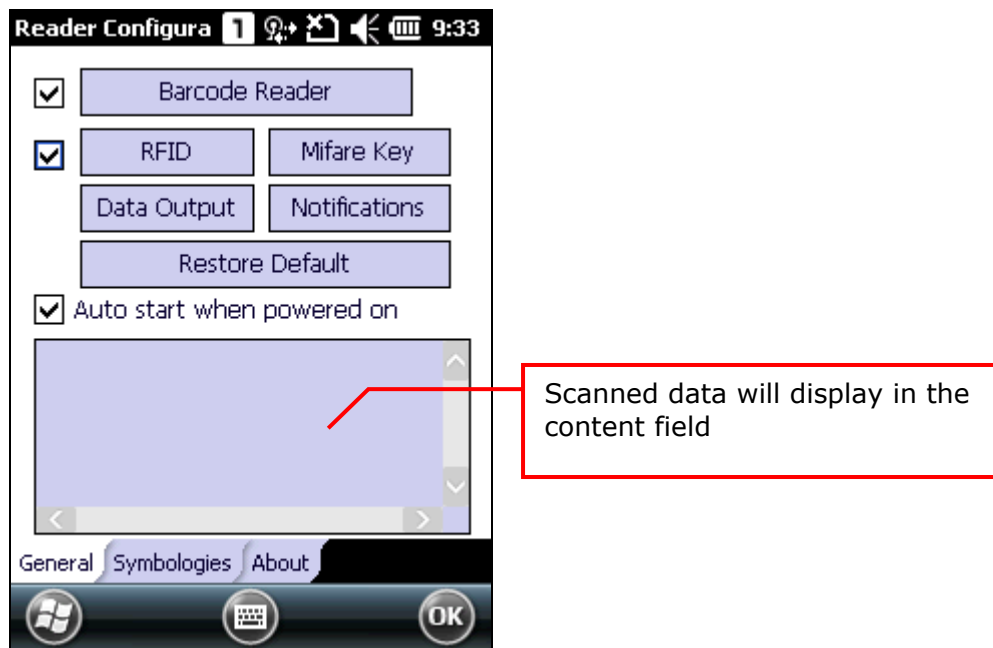 Reader Configura 1 9:33
Barcode Reader
RFID Mifare Key
Data Output Notifications
Restore Default
Auto start when powered on
Scanned data will display in the
content field
General Symbologies About
OK